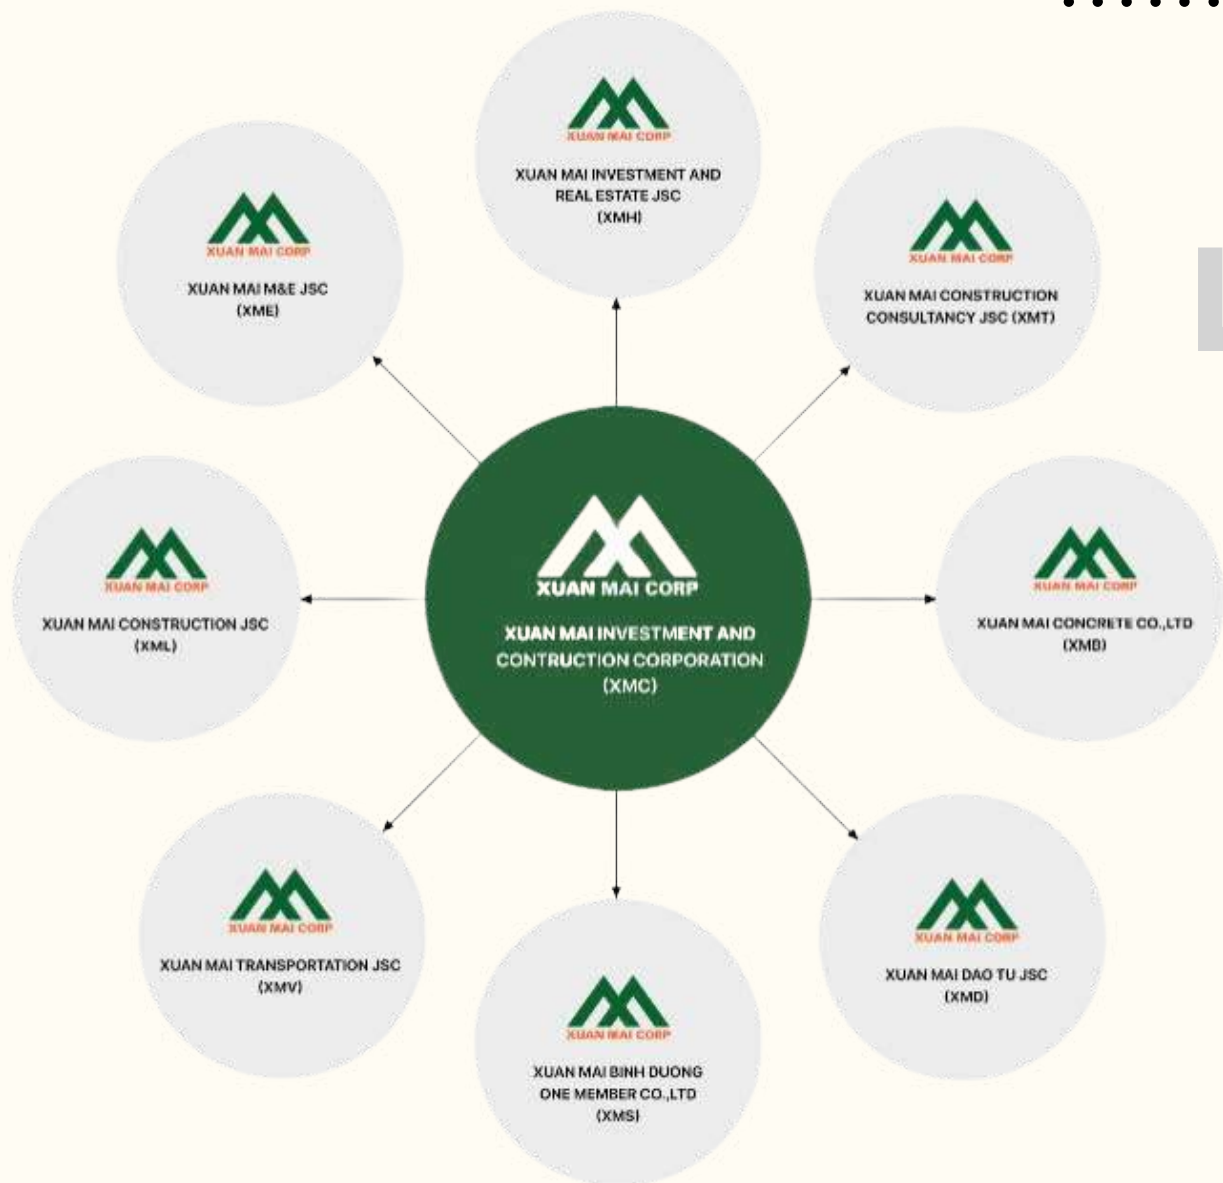 XUAN MAI CORP
XUAN MAI INVESTMENT AND
REAL ESTATE JSC
(XMH)
XUAN MAI CORP
XUAN MAI M&E JSC
(XME)
XUAN MAI CORP
XUAN MAI CONSTRUCTION
CONSULTANCY JSC (XMT)
XUAN MAI CORP
XUAN MAI CONSTRUCTION JSC
(XML)
XUAN MAI CORP
XUAN MAI INVESTMENT AND
CONTRUCTION CORPORATION
(XMC)
XUAN MAI CORP
XUAN MAI CONCRETE CO.,LTD
(XMB)
XUAN MAI CORP
XUAN MAI TRANSPORTATION JSC
(XMV)
XUAN MAI CORP
XUAN MAI BINH DUONG
ONE MEMBER CO.,LTD
(XMS)
XUAN MAI CORP
XUAN MAI DAO TU JSC
(XMD)